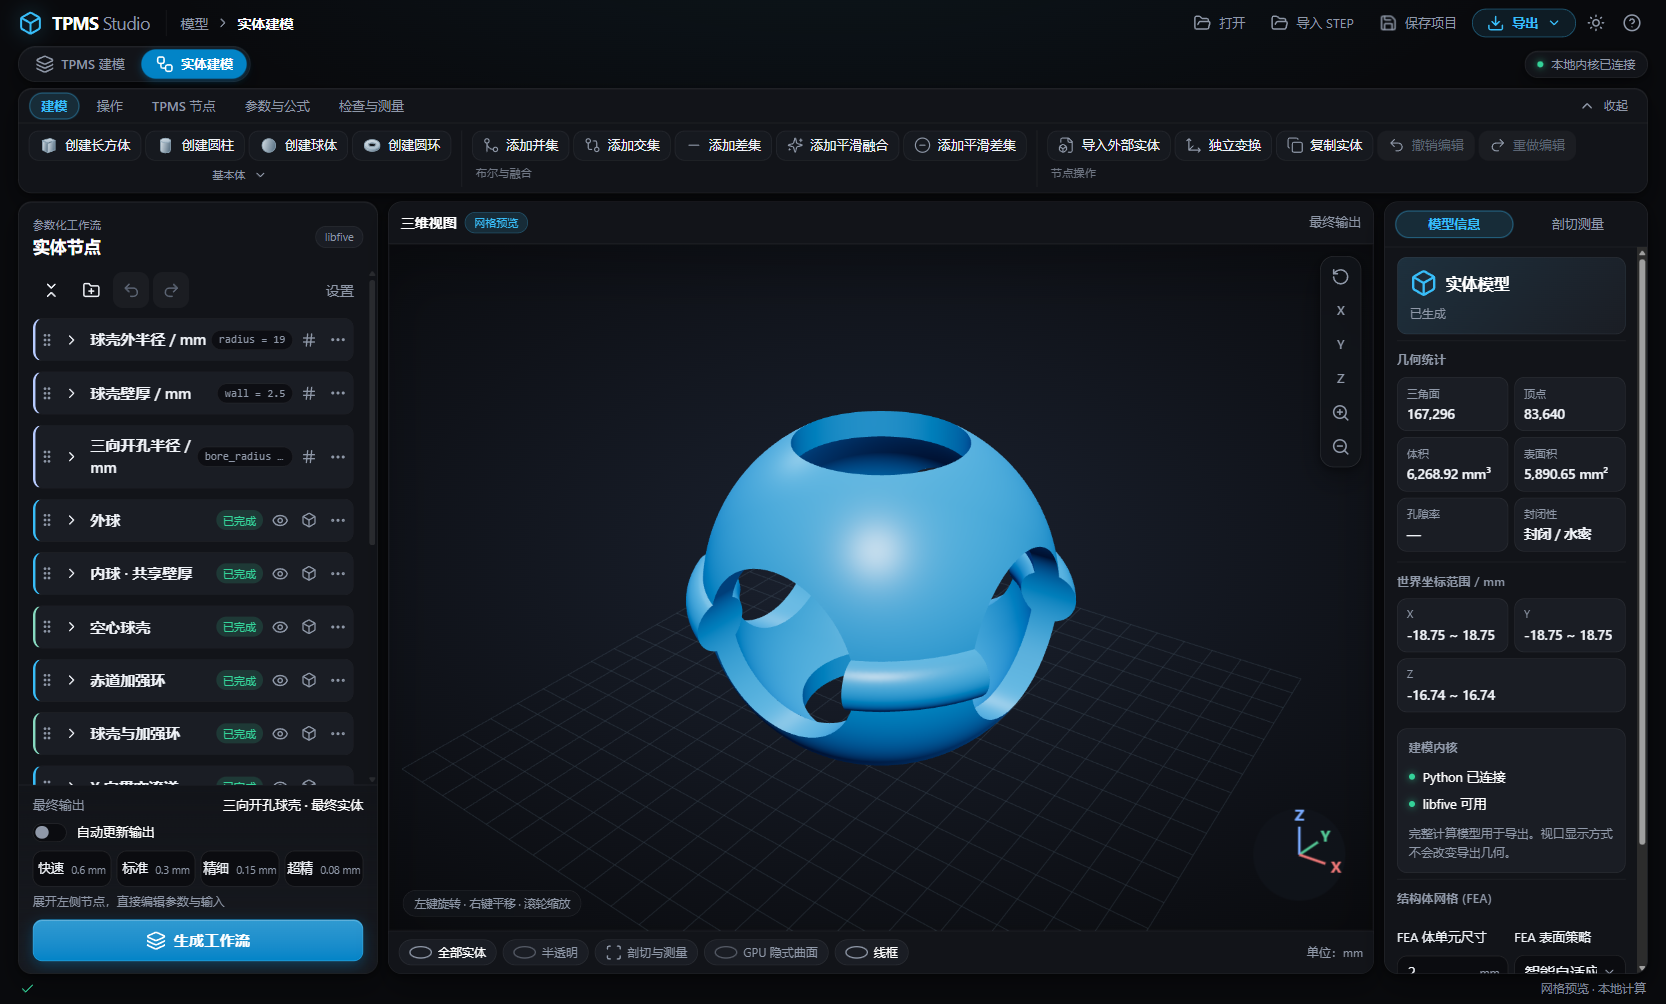 TPMS Studio 模型 > 实体建模
打开 导入 STEP 保存项目 导出
TPMS 建模 实体建模 本地内核已连接
建模 操作 TPMS 节点 参数与公式 检查与测量 收起
创建长方体 创建圆柱 创建球体 创建圆环 添加并集 添加交集 添加差集 添加平滑融合 添加平滑差集 导入外部实体 独立变换 复制实体 撤销编辑 重做编辑
基本体 布尔与融合 节点操作
参数化工作流
实体节点
libfive
设置
球壳外半径 / mm radius = 19
球壳壁厚 / mm wall = 2.5
三向开孔半径 / mm bore_radius …
外球 已完成
内球 · 共享壁厚 已完成
空心球壳 已完成
赤道加强环 已完成
球壳与加强环 已完成
最终输出 三向开孔球壳 · 最终实体
自动更新输出
快速 0.6 mm 标准 0.3 mm 精细 0.15 mm 超精 0.08 mm
展开左侧节点，直接编辑参数与输入
生成工作流
三维视图 网格预览 最终输出
X
Y
Z
Z
Y
X
左键旋转 · 右键平移 · 滚轮缩放
全部实体 半透明 剖切与测量 GPU 隐式曲面 线框 单位：mm
模型信息 剖切测量
实体模型
已生成
几何统计
三角面 顶点
167,296 83,640
体积 表面积
6,268.92 mm³ 5,890.65 mm²
孔隙率 封闭性
— 封闭 / 水密
世界坐标范围 / mm
X Y
-18.75 ~ 18.75 -18.75 ~ 18.75
Z
-16.74 ~ 16.74
建模内核
Python 已连接
libfive 可用
完整计算模型用于导出。视口显示方式
不会改变导出几何。
结构体网格 (FEA)
FEA 体单元尺寸 FEA 表面策略
2 mm 智能自适应
网格预览 · 本地计算